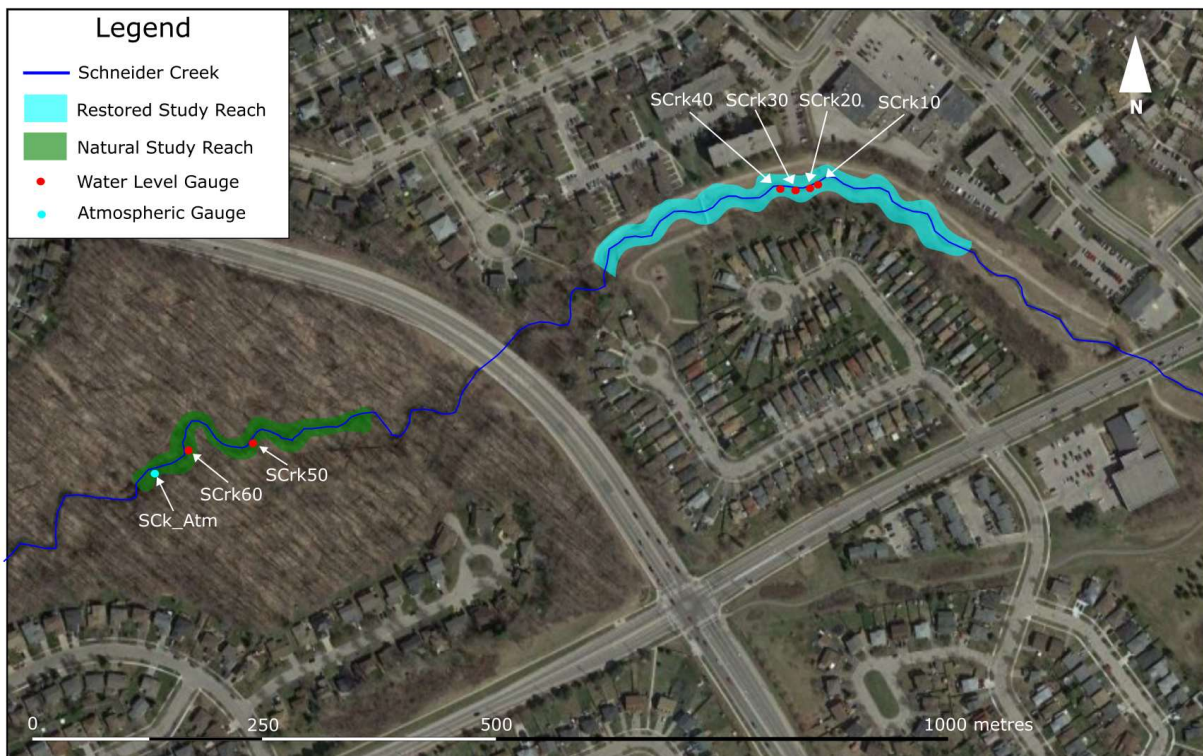 Legend
Schneider Creek
Restored Study Reach
Natural Study Reach
Water Level Gauge
Atmospheric Gauge
N
SCrk40 SCrk30 SCrk20 SCrk10
SCrk50
SCrk60
SCk_Atm
0 250 500 1000 metres